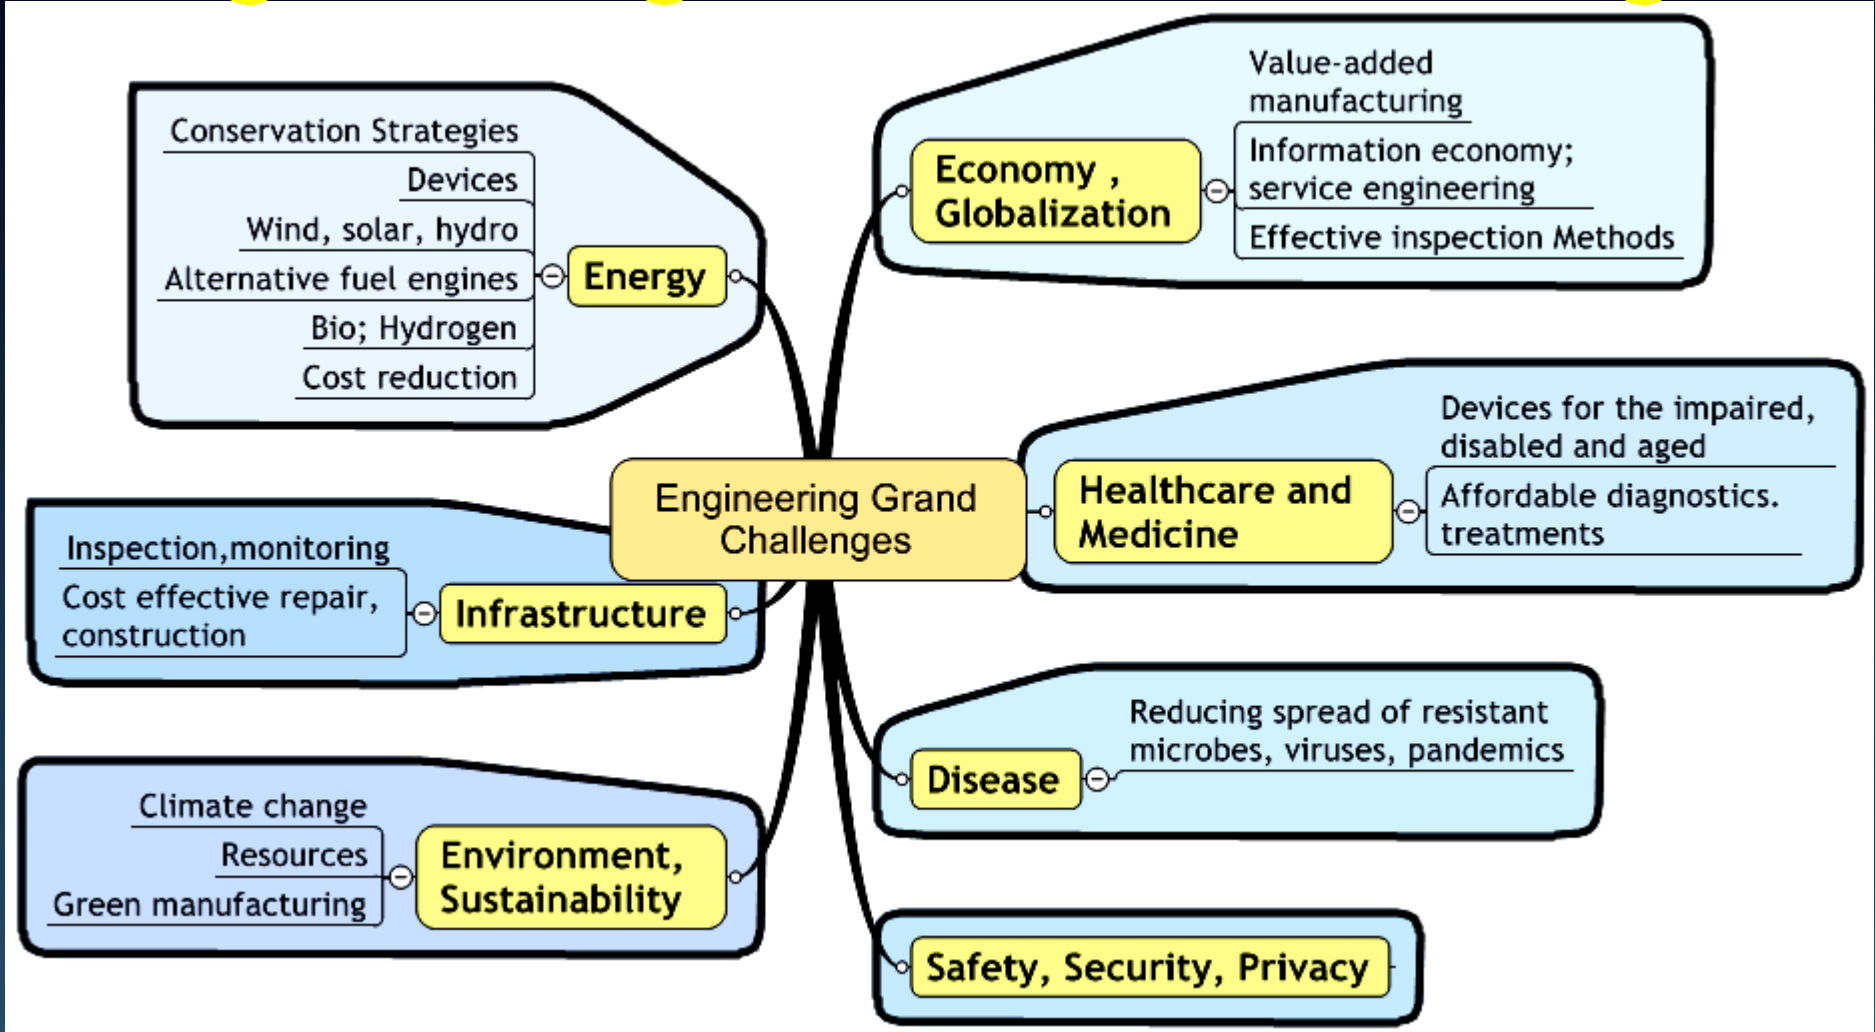 Conservation Strategies
Devices
Wind, solar, hydro
Alternative fuel engines
Bio; Hydrogen
Cost reduction
Energy
Inspection,monitoring
Cost effective repair,
construction
Infrastructure
Climate change
Resources
Green manufacturing
Environment,
Sustainability
Engineering Grand
Challenges
Economy ,
Globalization
Value-added
manufacturing
Information economy;
service engineering
Effective inspection Methods
Healthcare and
Medicine
Devices for the impaired,
disabled and aged
Affordable diagnostics.
treatments
Disease
Reducing spread of resistant
microbes, viruses, pandemics
Safety, Security, Privacy